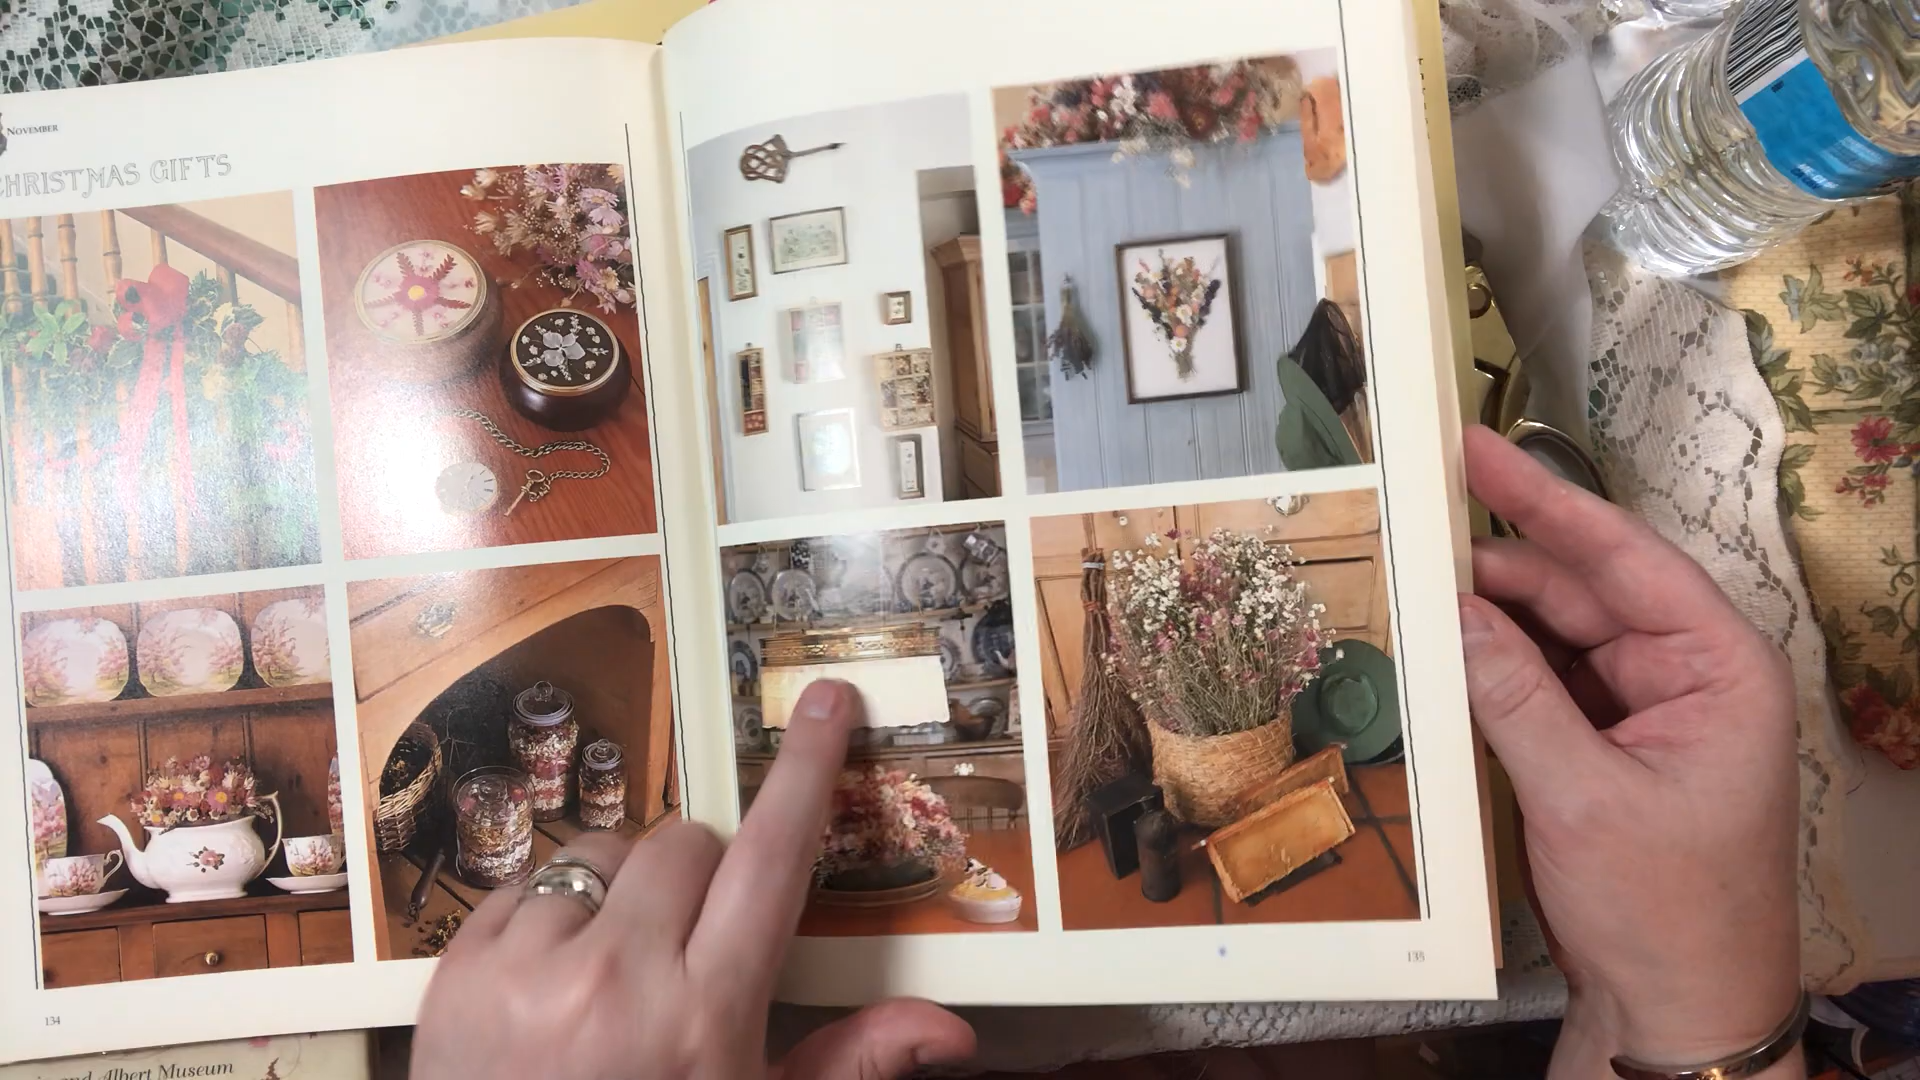 NOVEMBER
CHRISTMAS GIFTS
134
135
and Albert Museum